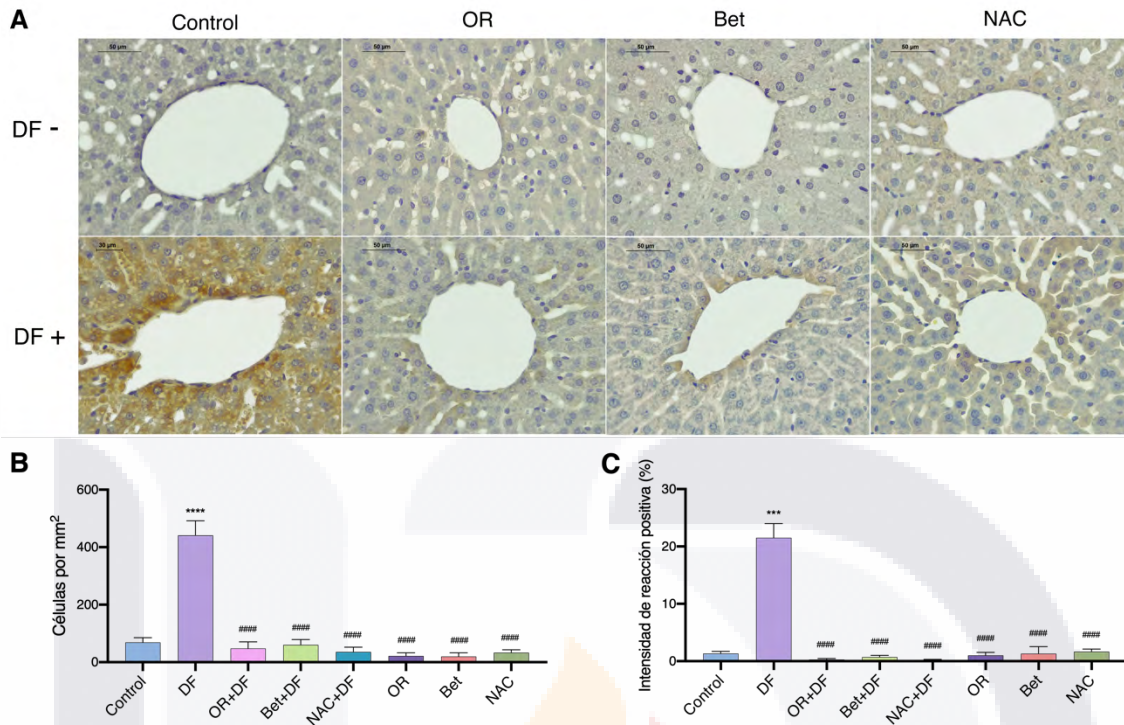 A
Control OR Bet NAC
50 µm 50 µm 50 µm 50 µm
DF -
30 µm 50 µm 50 µm 50 µm
DF +
B
Células por mm²
600
400
200
0
****
#### #### #### #### #### ####
Control DF OR+DF Bet+DF NAC+DF OR Bet NAC
C
Intensidad de reacción positiva (%)
30
20
10
0
***
#### #### #### #### #### ####
Control DF OR+DF Bet+DF NAC+DF OR Bet NAC